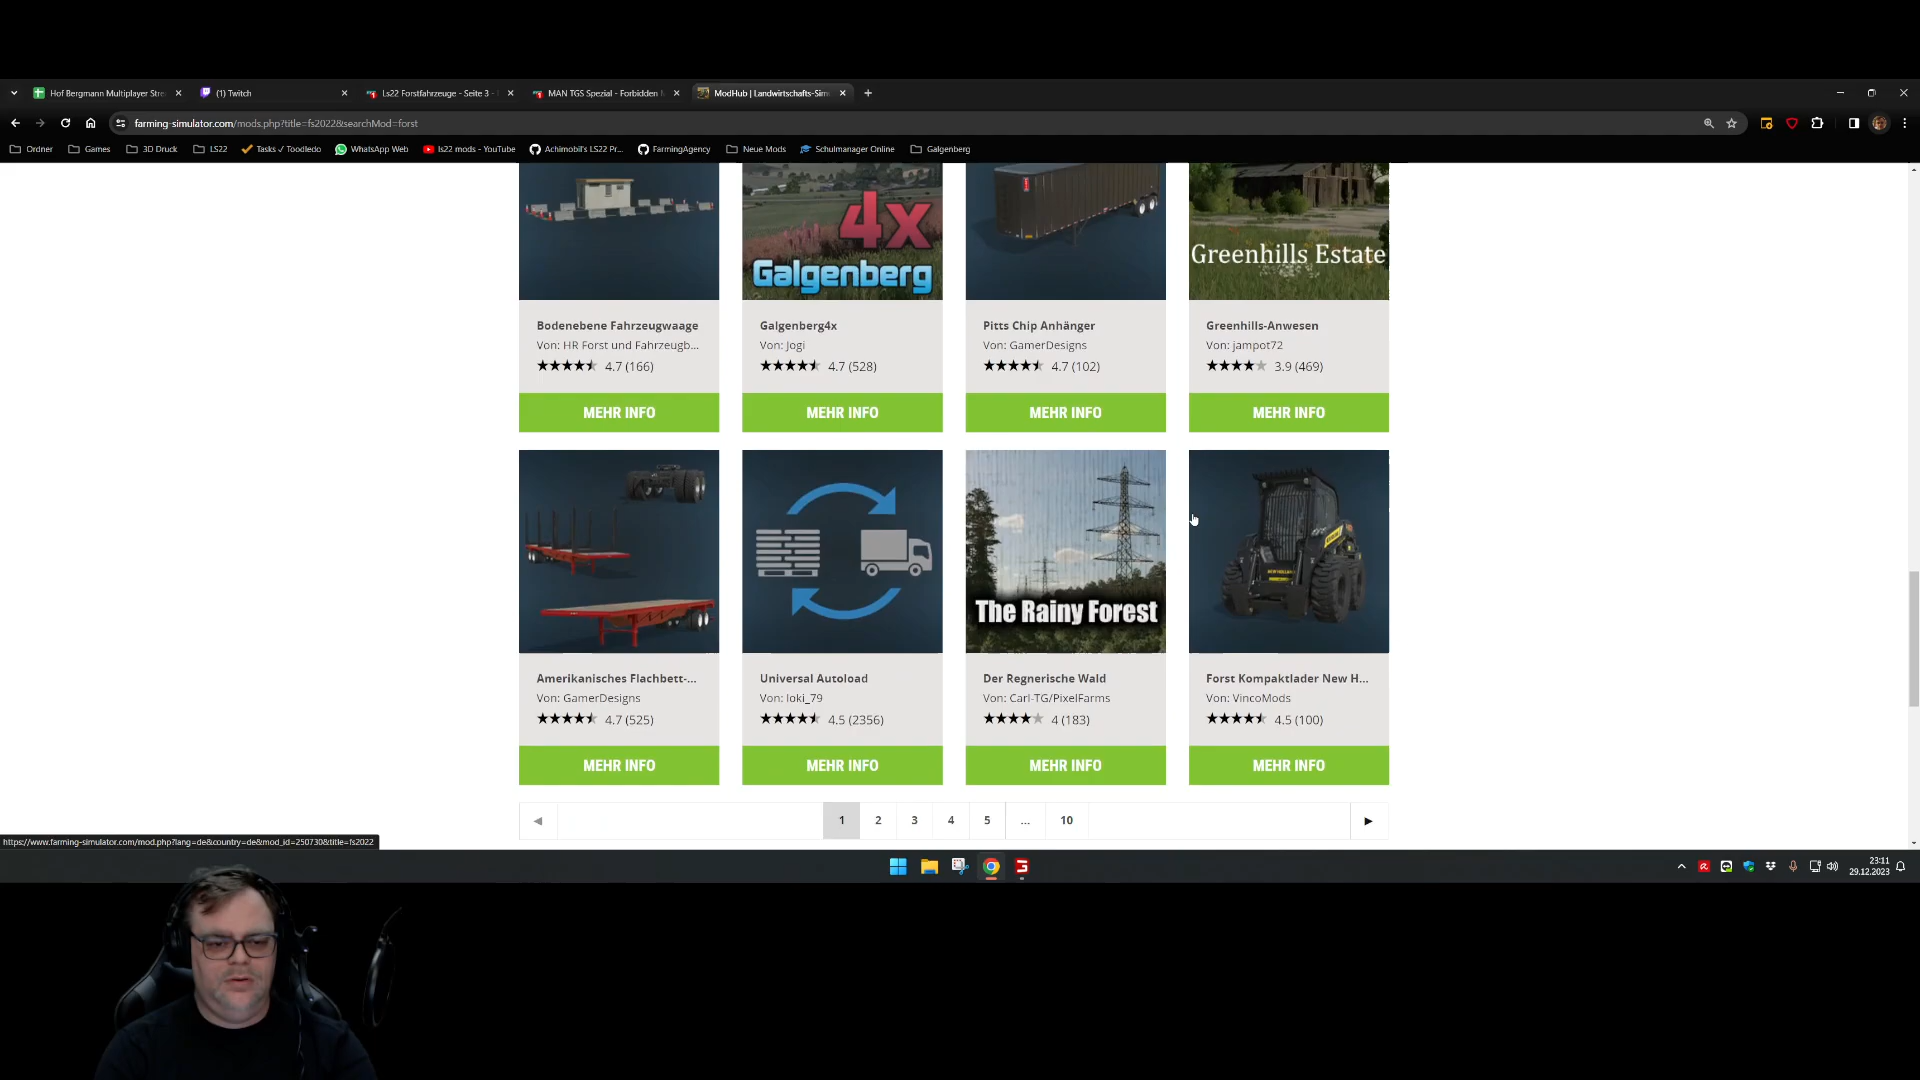 Hof Bergmann Multiplayer Stre
(1) Twitch
Ls22 Forstfahrzeuge - Seite 3 -
MAN TGS Spezial - Forbidden
ModHub | Landwirtschafts-Sim
farming-simulator.com/mods.php?title=fs2022&searchMod=forst
Ordner
Games
3D Druck
LS22
Tasks ✓ Toodledo
WhatsApp Web
ls22 mods - YouTube
Achimobil's LS22 Pr...
FarmingAgency
Neue Mods
Schulmanager Online
Galgenberg
4x
Galgenberg
Greenhills Estate
Bodenebene Fahrzeugwaage
Von: HR Forst und Fahrzeugb...
4.7 (166)
MEHR INFO
Galgenberg4x
Von: Jogi
4.7 (528)
MEHR INFO
Pitts Chip Anhänger
Von: GamerDesigns
4.7 (102)
MEHR INFO
Greenhills-Anwesen
Von: jampot72
3.9 (469)
MEHR INFO
The Rainy Forest
Amerikanisches Flachbett-...
Von: GamerDesigns
4.7 (525)
MEHR INFO
Universal Autoload
Von: loki_79
4.5 (2356)
MEHR INFO
Der Regnerische Wald
Von: Carl-TG/PixelFarms
4 (183)
MEHR INFO
Forst Kompaktlader New H...
Von: VincoMods
4.5 (100)
MEHR INFO
1 2 3 4 5 ... 10
https://www.farming-simulator.com/mod.php?lang=de&country=de&mod_id=250730&title=fs2022
23:11
29.12.2023